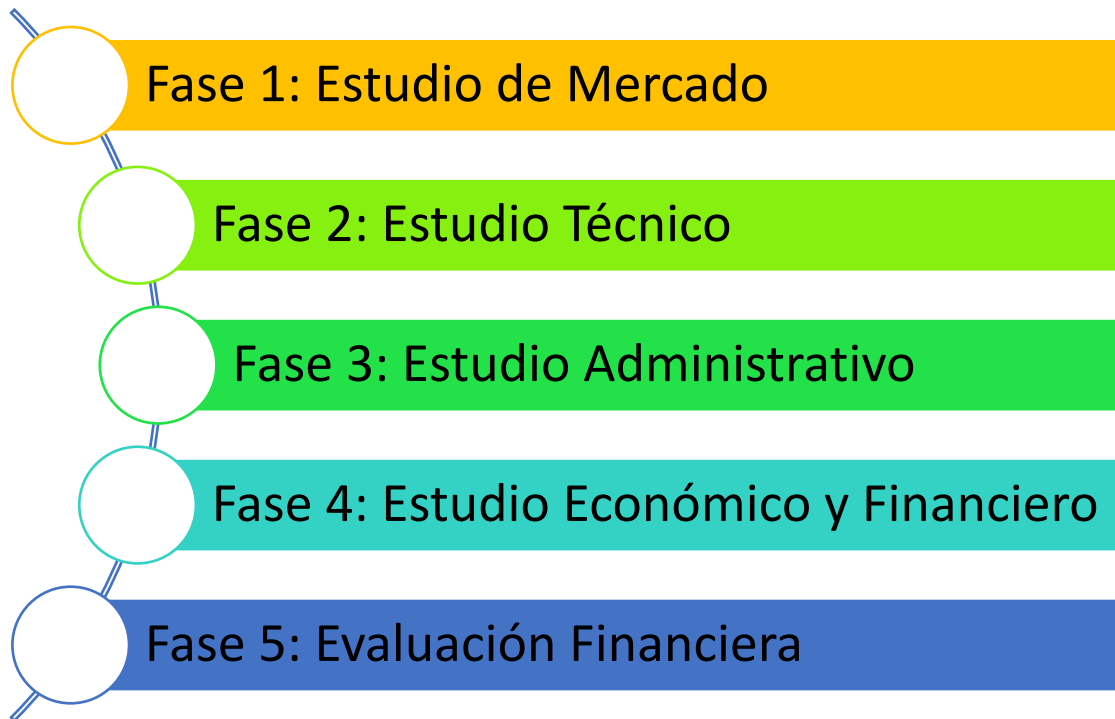 Fase 1: Estudio de Mercado
Fase 2: Estudio Técnico
Fase 3: Estudio Administrativo
Fase 4: Estudio Económico y Financiero
Fase 5: Evaluación Financiera